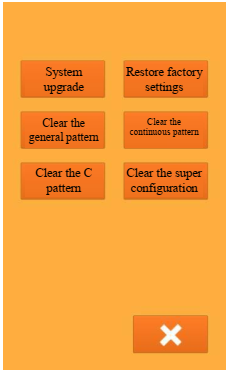 System
upgrade
Restore factory
settings
Clear the
general pattern
Clear the
continuous pattern
Clear the C
pattern
Clear the super
configuration